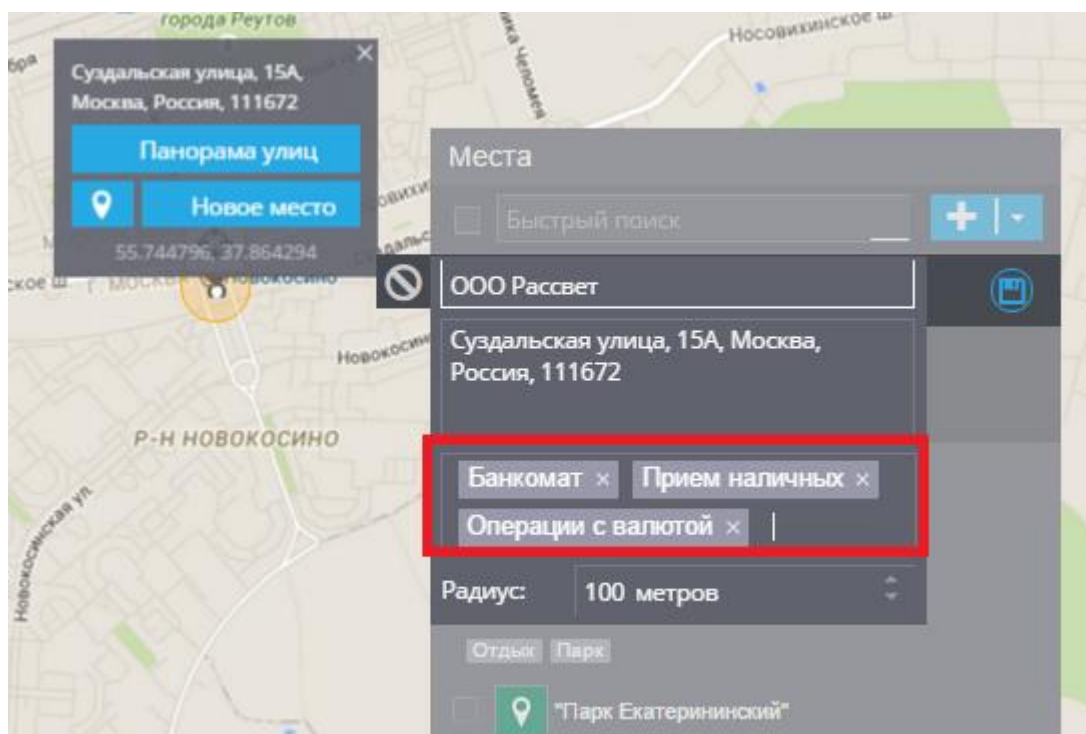 города Реутов
Носовихинское ш
Суздальская улица, 15А,
Москва, Россия, 111672
Панорама улиц
Новое место
55.744796, 37.864294
Места
Быстрый поиск
ООО Рассвет
Суздальская улица, 15А, Москва,
Россия, 111672
Р-Н НОВОКОСИНО
Новокосинская ул.
Банкомат × Прием наличных ×
Операции с валютой ×
Радиус: 100 метров
Отдых Парк
"Парк Екатерининский"